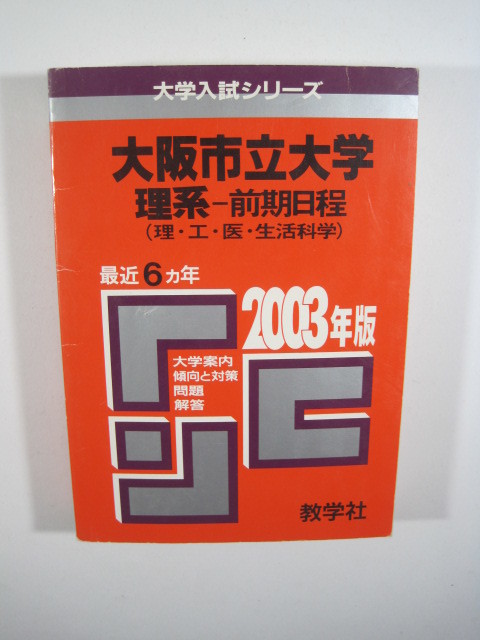 大学入試シリーズ
大阪市立大学
理系－前期日程
（理・工・医・生活科学）
最近6ヵ年
2003年版
大学案内
傾向と対策
問題
解答
教学社